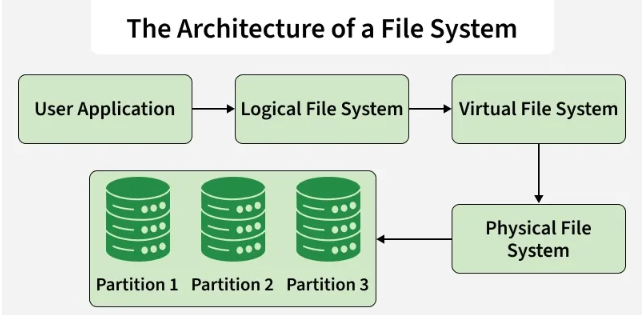 The Architecture of a File System
User Application
Logical File System
Virtual File System
Physical File
System
Partition 1
Partition 2
Partition 3